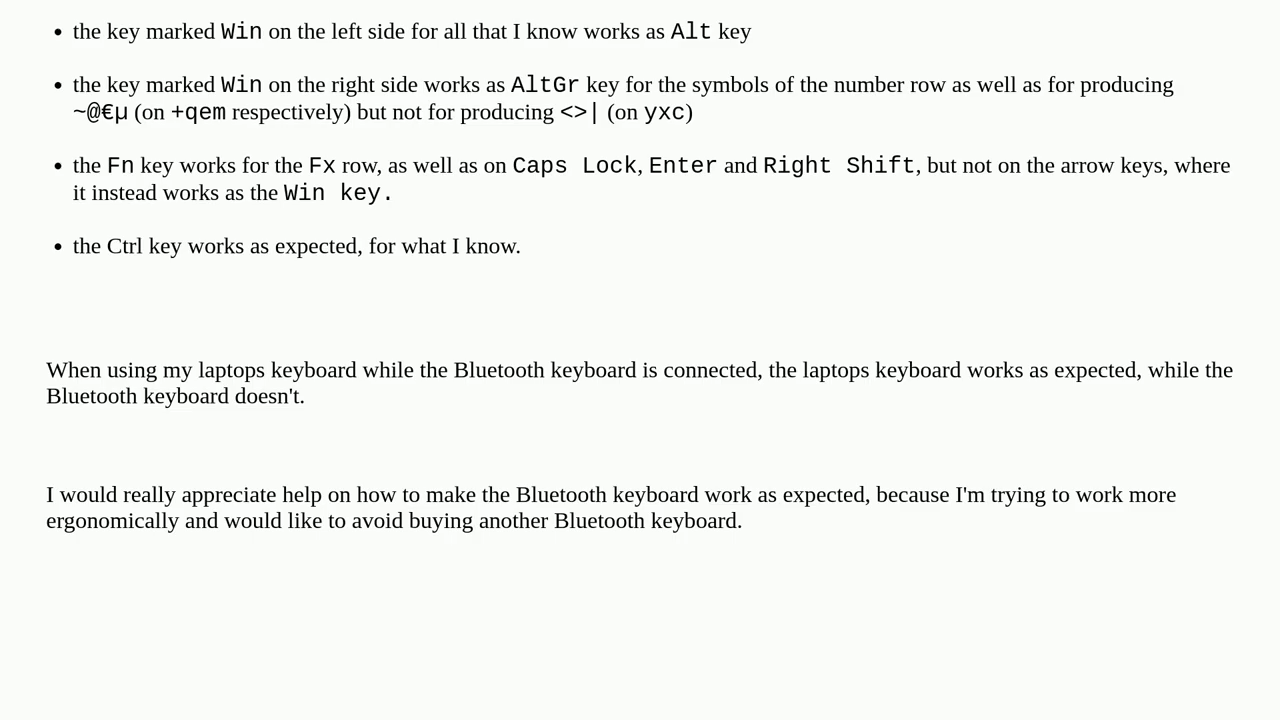 • the key marked Win on the left side for all that I know works as Alt key
• the key marked Win on the right side works as AltGr key for the symbols of the number row as well as for producing
~@€µ (on +qem respectively) but not for producing <>| (on yxc)
• the Fn key works for the Fx row, as well as on Caps Lock, Enter and Right Shift, but not on the arrow keys, where
it instead works as the Win key.
• the Ctrl key works as expected, for what I know.
When using my laptops keyboard while the Bluetooth keyboard is connected, the laptops keyboard works as expected, while the
Bluetooth keyboard doesn't.
I would really appreciate help on how to make the Bluetooth keyboard work as expected, because I'm trying to work more
ergonomically and would like to avoid buying another Bluetooth keyboard.